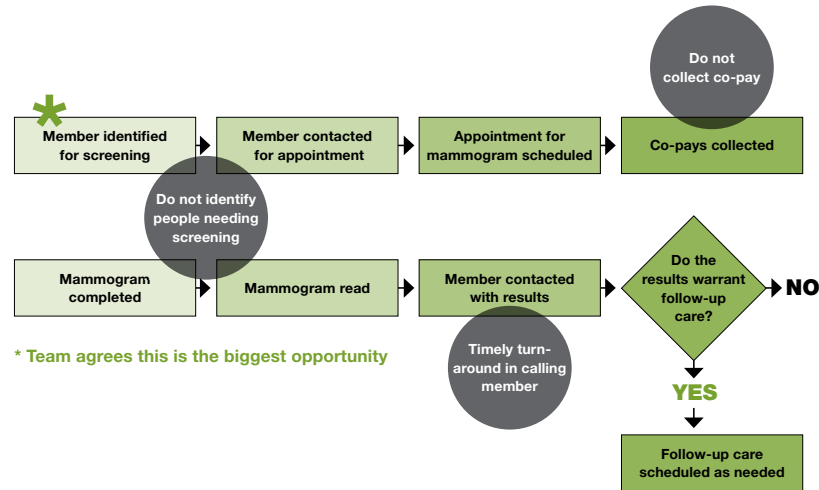 Do not
collect co-pay
*
Member identified
for screening
Member contacted
for appointment
Appointment for
mammogram scheduled
Co-pays collected
Do not identify
people needing
screening
Mammogram
completed
Mammogram read
Member contacted
with results
Do the
results warrant
follow-up
care?
NO
Timely turn-
around in calling
member
* Team agrees this is the biggest opportunity
YES
Follow-up care
scheduled as needed